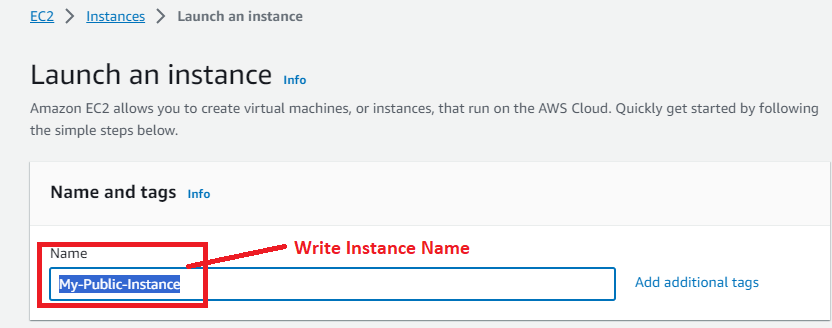 EC2 > Instances > Launch an instance
Launch an instance Info
Amazon EC2 allows you to create virtual machines, or instances, that run on the AWS Cloud. Quickly get started by following
the simple steps below.
Name and tags Info
Write Instance Name
Name
My-Public-Instance
Add additional tags